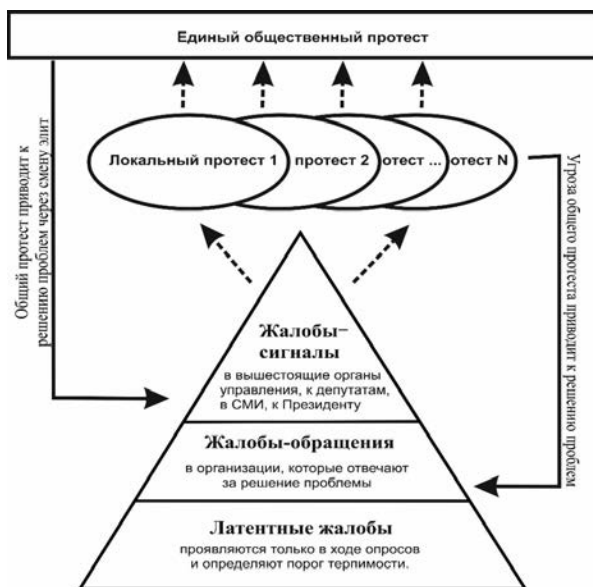 Единый общественный протест
Локальный протест 1
протест 2
отест ...
отест N
Общий протест приводит к
решению проблем через смену элит
Угроза общего протеста приводит к решению проблем
Жалобы–
сигналы
в вышестоящие органы
управления, к депутатам,
в СМИ, к Президенту
Жалобы-обращения
в организации, которые отвечают
за решение проблемы
Латентные жалобы
проявляются только в ходе опросов
и определяют порог терпимости.